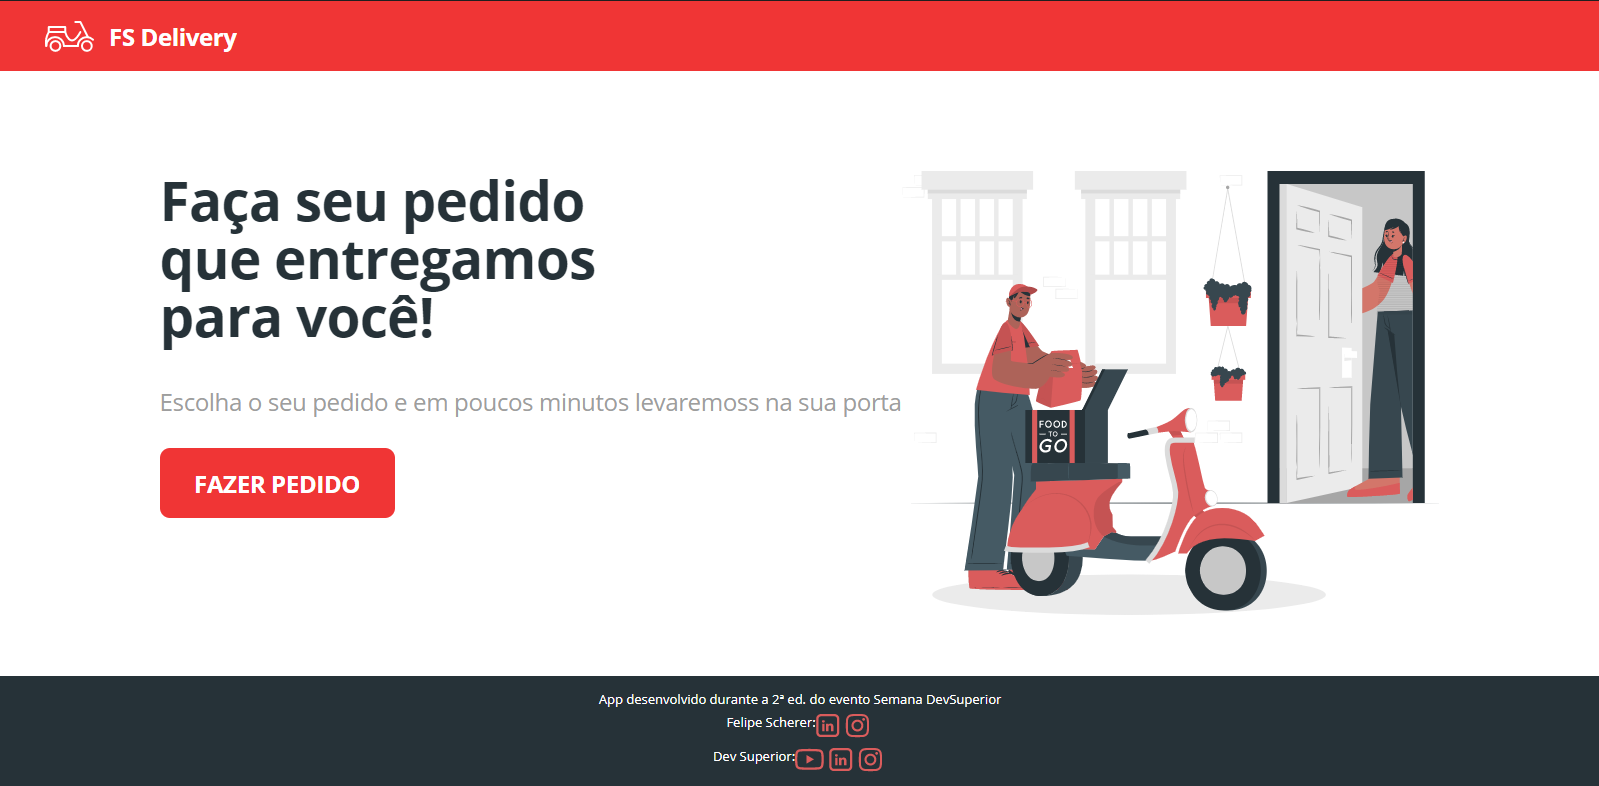 FS Delivery
Faça seu pedido
que entregamos
para você!
Escolha o seu pedido e em poucos minutos levaremoss na sua porta
FAZER PEDIDO
FOOD
TO
GO
App desenvolvido durante a 2ª ed. do evento Semana DevSuperior
Felipe Scherer:
Dev Superior: